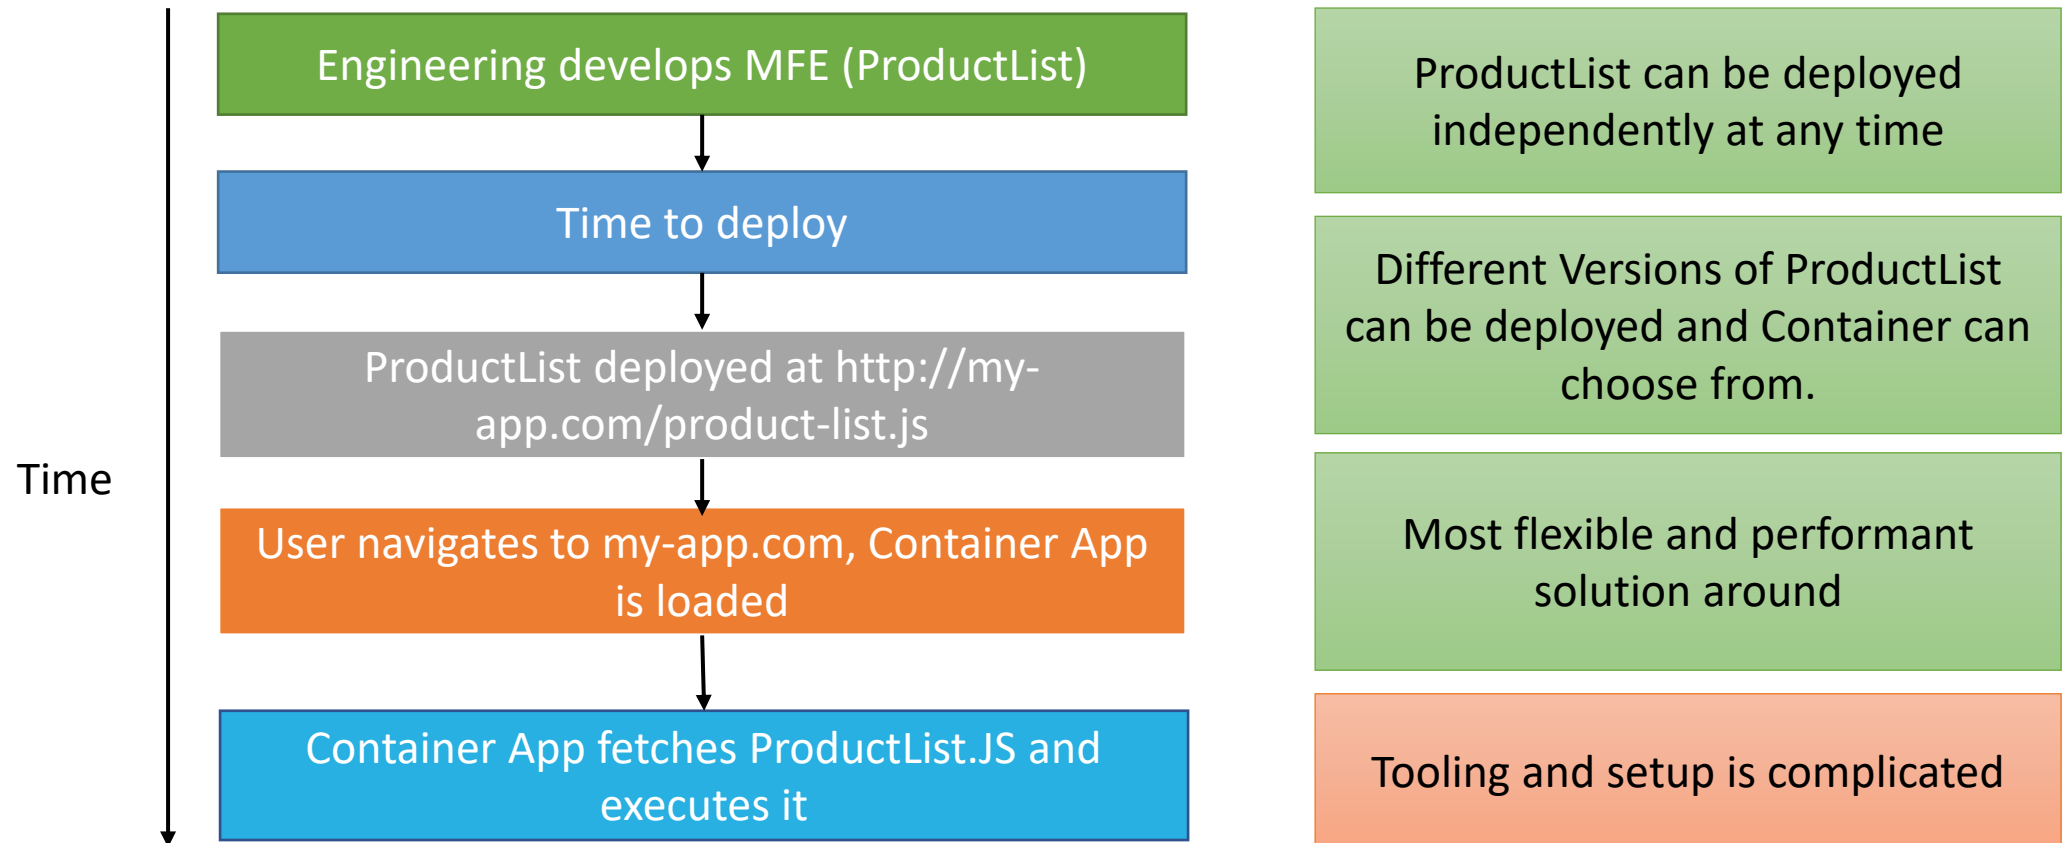 Time
Engineering develops MFE (ProductList)
Time to deploy
ProductList deployed at http://my-
app.com/product-list.js
User navigates to my-app.com, Container App
is loaded
Container App fetches ProductList.JS and
executes it
ProductList can be deployed
independently at any time
Different Versions of ProductList
can be deployed and Container can
choose from.
Most flexible and performant
solution around
Tooling and setup is complicated